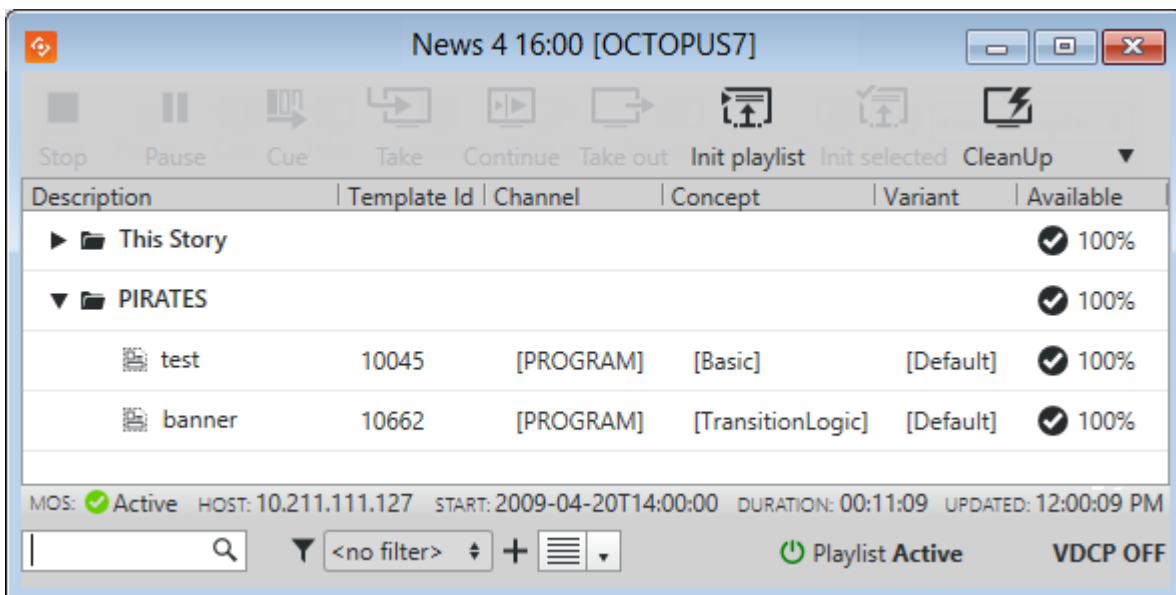 News 4 16:00 [OCTOPUS7]
Stop Pause Cue Take Continue Take out Init playlist Init selected CleanUp
Description Template Id Channel Concept Variant Available
This Story 100%
PIRATES 100%
test 10045 [PROGRAM] [Basic] [Default] 100%
banner 10662 [PROGRAM] [TransitionLogic] [Default] 100%
MOS: Active HOST: 10.211.111.127 START: 2009-04-20T14:00:00 DURATION: 00:11:09 UPDATED: 12:00:09 PM
<no filter> Playlist Active VDCP OFF